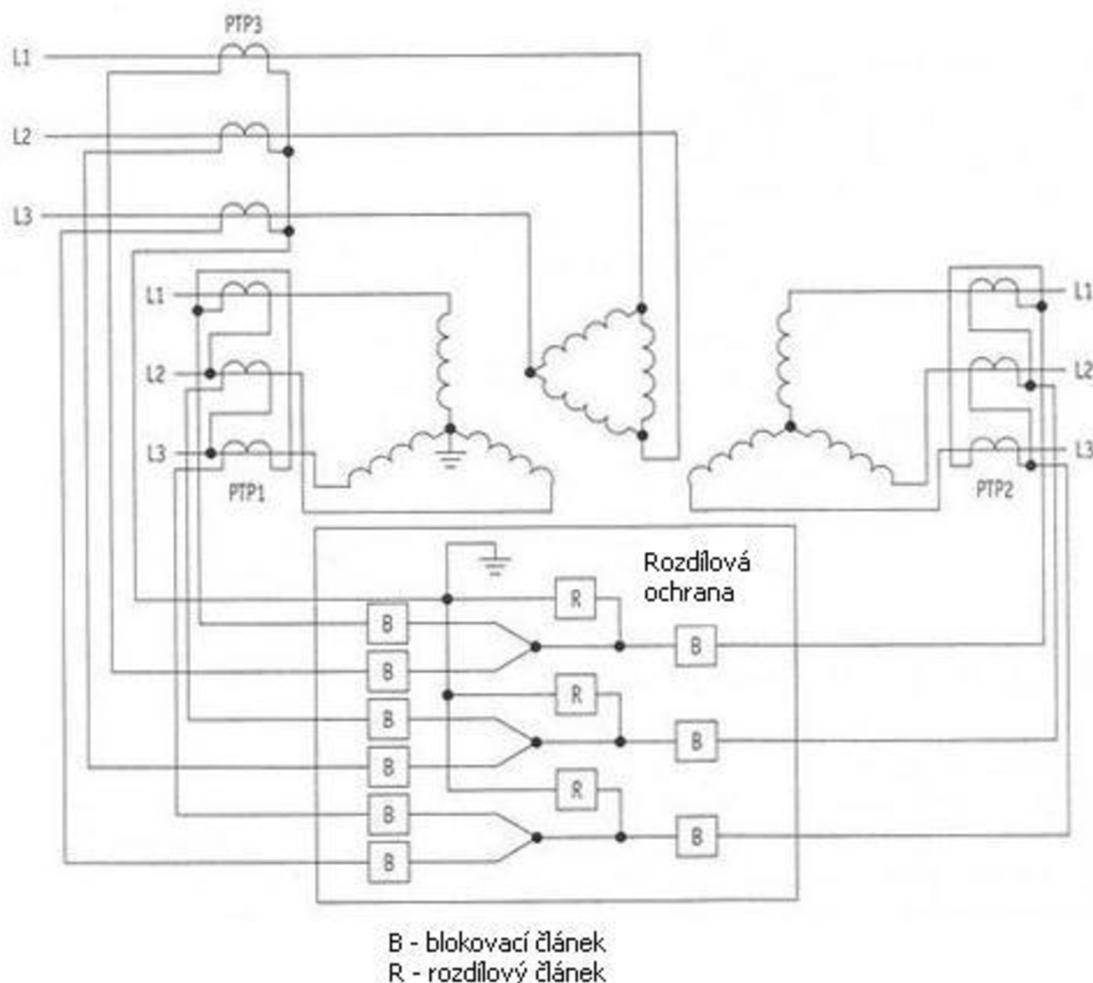 PTP3
L1
L2
L3
L1
L2
L3
PTP1
L1
L2
L3
PTP2
Rozdílová
ochrana
R
B
B
B
R
B
B
B
R
B
B
B
B - blokovací článek
R - rozdílový článek